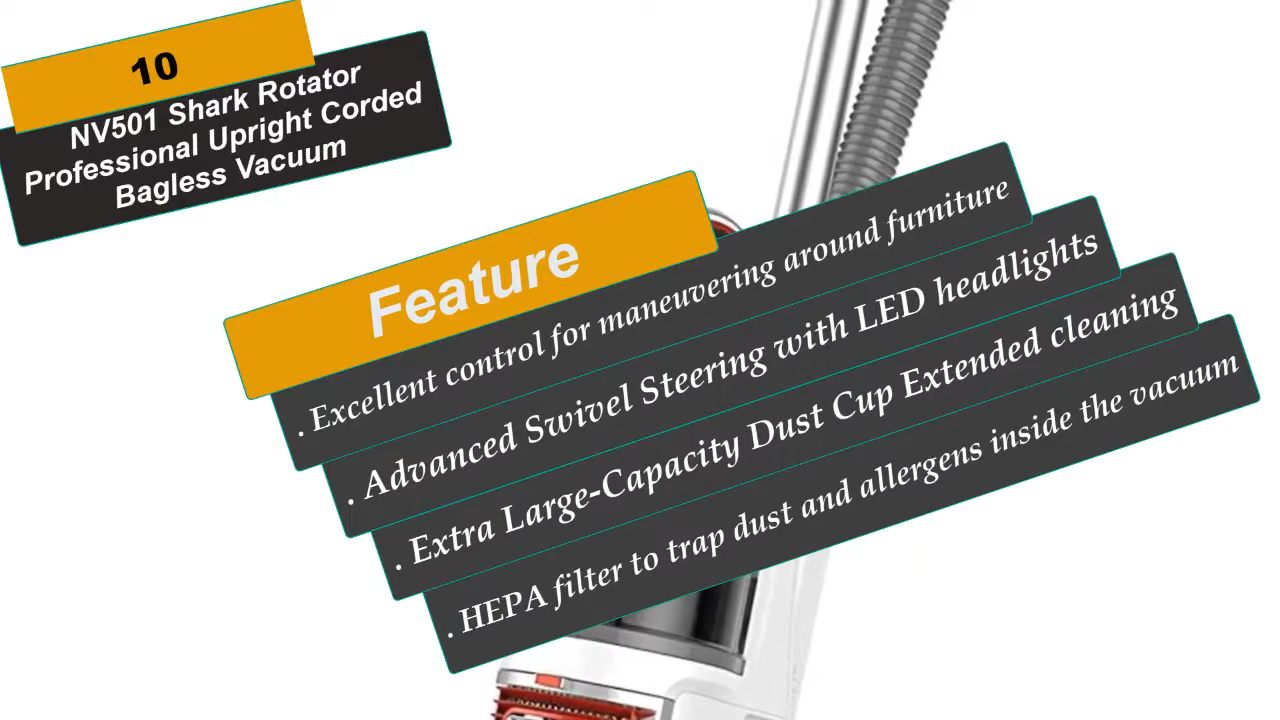 10
NV501 Shark Rotator
Professional Upright Corded
Bagless Vacuum
Feature
. Excellent control for maneuvering around furniture
. Advanced Swivel Steering with LED headlights
. Extra Large-Capacity Dust Cup Extended cleaning
. HEPA filter to trap dust and allergens inside the vacuum